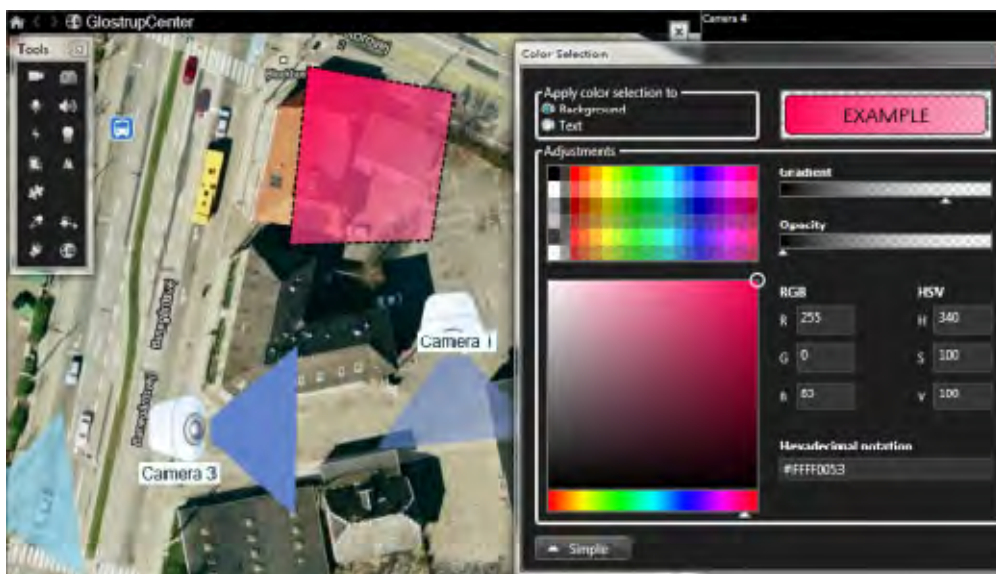 GlostrupCenter
Camera 4
Tools
Color Selection
Apply color selection to
Background
Text
EXAMPLE
Adjustments
Gradient
Opacity
RGB
HSV
R 255
H 340
G 0
S 100
B 83
V 100
Hexadecimal notation
#FFFF0053
Simple
Camera 1
Camera 3